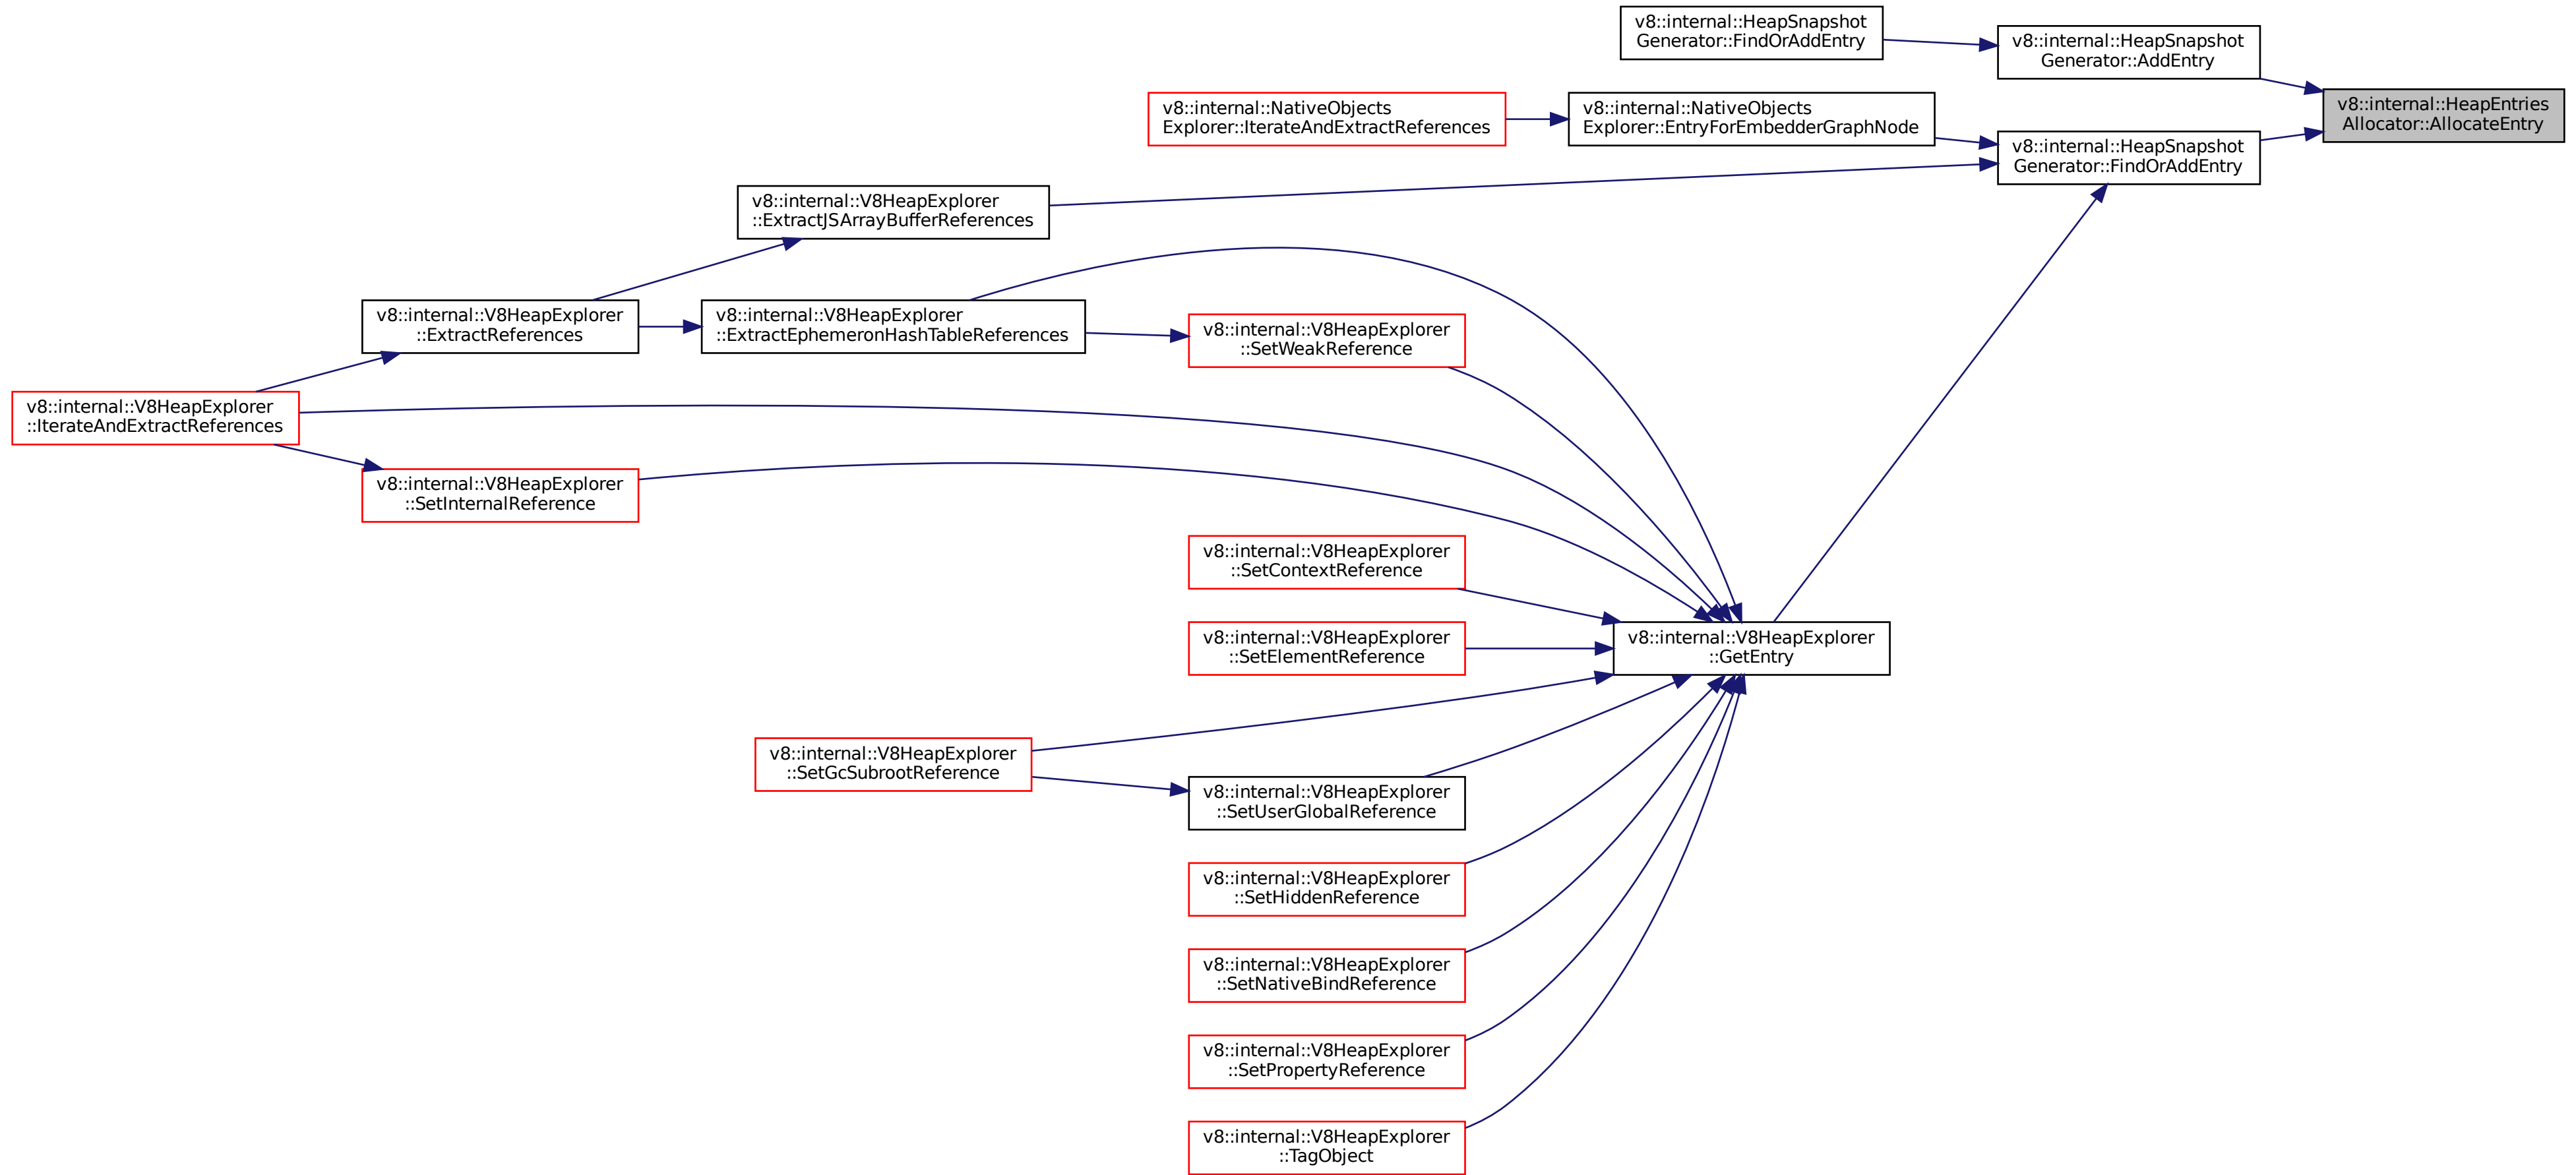 v8::internal::HeapSnapshot
Generator::FindOrAddEntry
v8::internal::HeapSnapshot
Generator::AddEntry
v8::internal::HeapEntries
Allocator::AllocateEntry
v8::internal::NativeObjects
Explorer::IterateAndExtractReferences
v8::internal::NativeObjects
Explorer::EntryForEmbedderGraphNode
v8::internal::HeapSnapshot
Generator::FindOrAddEntry
v8::internal::V8HeapExplorer
::ExtractJSArrayBufferReferences
v8::internal::V8HeapExplorer
::ExtractReferences
v8::internal::V8HeapExplorer
::ExtractEphemeronHashTableReferences
v8::internal::V8HeapExplorer
::SetWeakReference
v8::internal::V8HeapExplorer
::IterateAndExtractReferences
v8::internal::V8HeapExplorer
::SetInternalReference
v8::internal::V8HeapExplorer
::SetContextReference
v8::internal::V8HeapExplorer
::SetElementReference
v8::internal::V8HeapExplorer
::GetEntry
v8::internal::V8HeapExplorer
::SetGcSubrootReference
v8::internal::V8HeapExplorer
::SetUserGlobalReference
v8::internal::V8HeapExplorer
::SetHiddenReference
v8::internal::V8HeapExplorer
::SetNativeBindReference
v8::internal::V8HeapExplorer
::SetPropertyReference
v8::internal::V8HeapExplorer
::TagObject